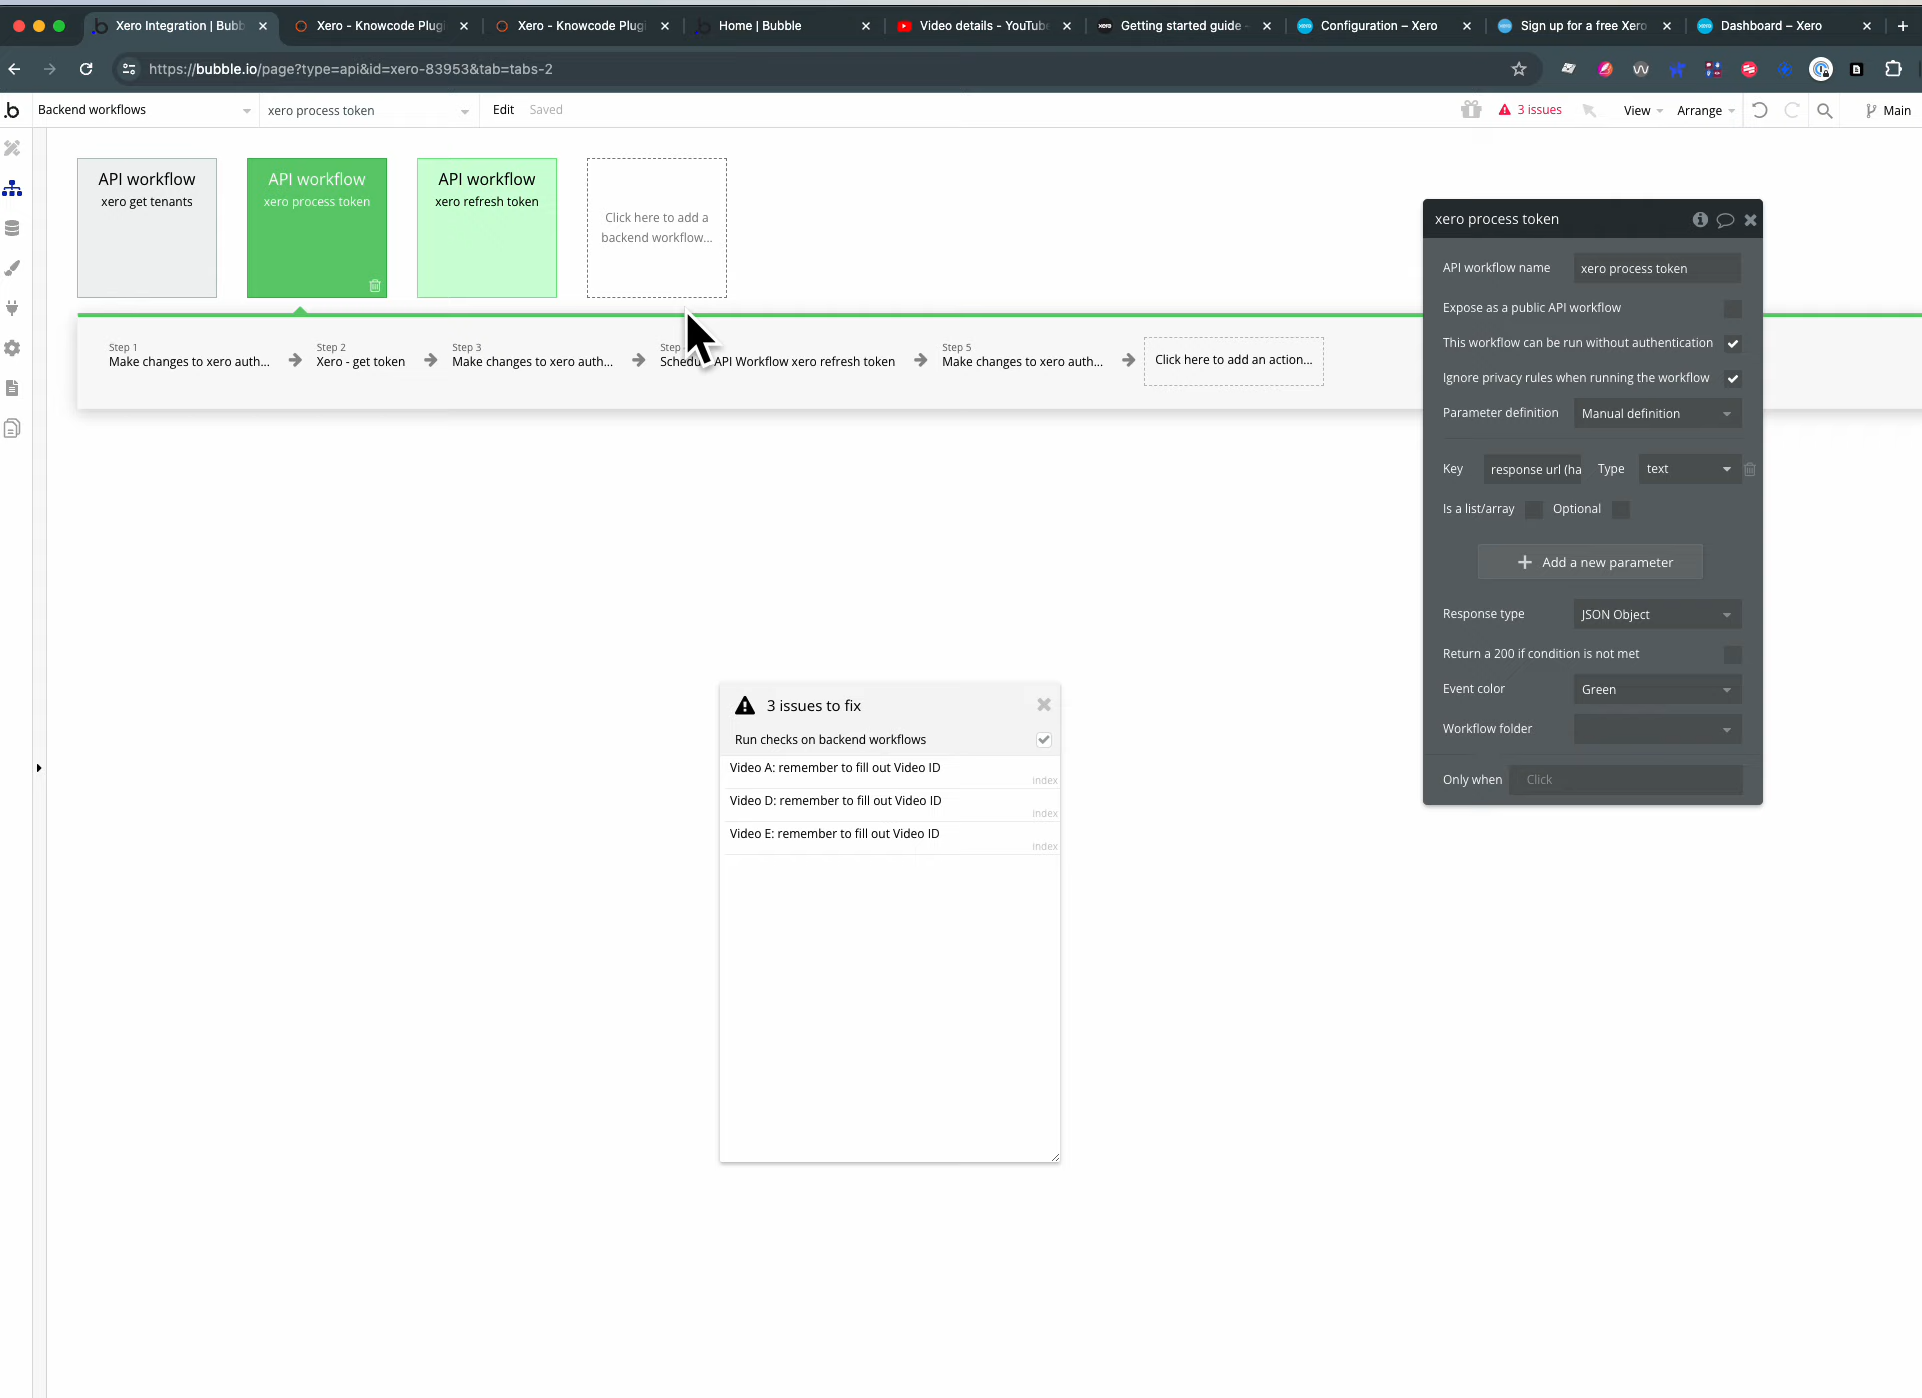 Xero Integration | Bubb
Xero - Knowcode Plugi
Xero - Knowcode Plugi
Home | Bubble
Video details - YouTube
Getting started guide -
Configuration – Xero
Sign up for a free Xero
Dashboard – Xero
https://bubble.io/page?type=api&id=xero-83953&tab=tabs-2
Backend workflows
xero process token
Edit
Saved
3 issues
View
Arrange
Main
API workflow
xero get tenants
API workflow
xero process token
API workflow
xero refresh token
Click here to add a
backend workflow...
Step 1
Make changes to xero auth...
Step 2
Xero - get token
Step 3
Make changes to xero auth...
Step
Schedu API Workflow xero refresh token
Step 5
Make changes to xero auth...
Click here to add an action...
xero process token
API workflow name
xero process token
Expose as a public API workflow
This workflow can be run without authentication
Ignore privacy rules when running the workflow
Parameter definition
Manual definition
Key
response url (ha
Type
text
Is a list/array
Optional
Add a new parameter
Response type
JSON Object
Return a 200 if condition is not met
Event color
Green
Workflow folder
Only when
Click
3 issues to fix
Run checks on backend workflows
Video A: remember to fill out Video ID
index
Video D: remember to fill out Video ID
index
Video E: remember to fill out Video ID
index